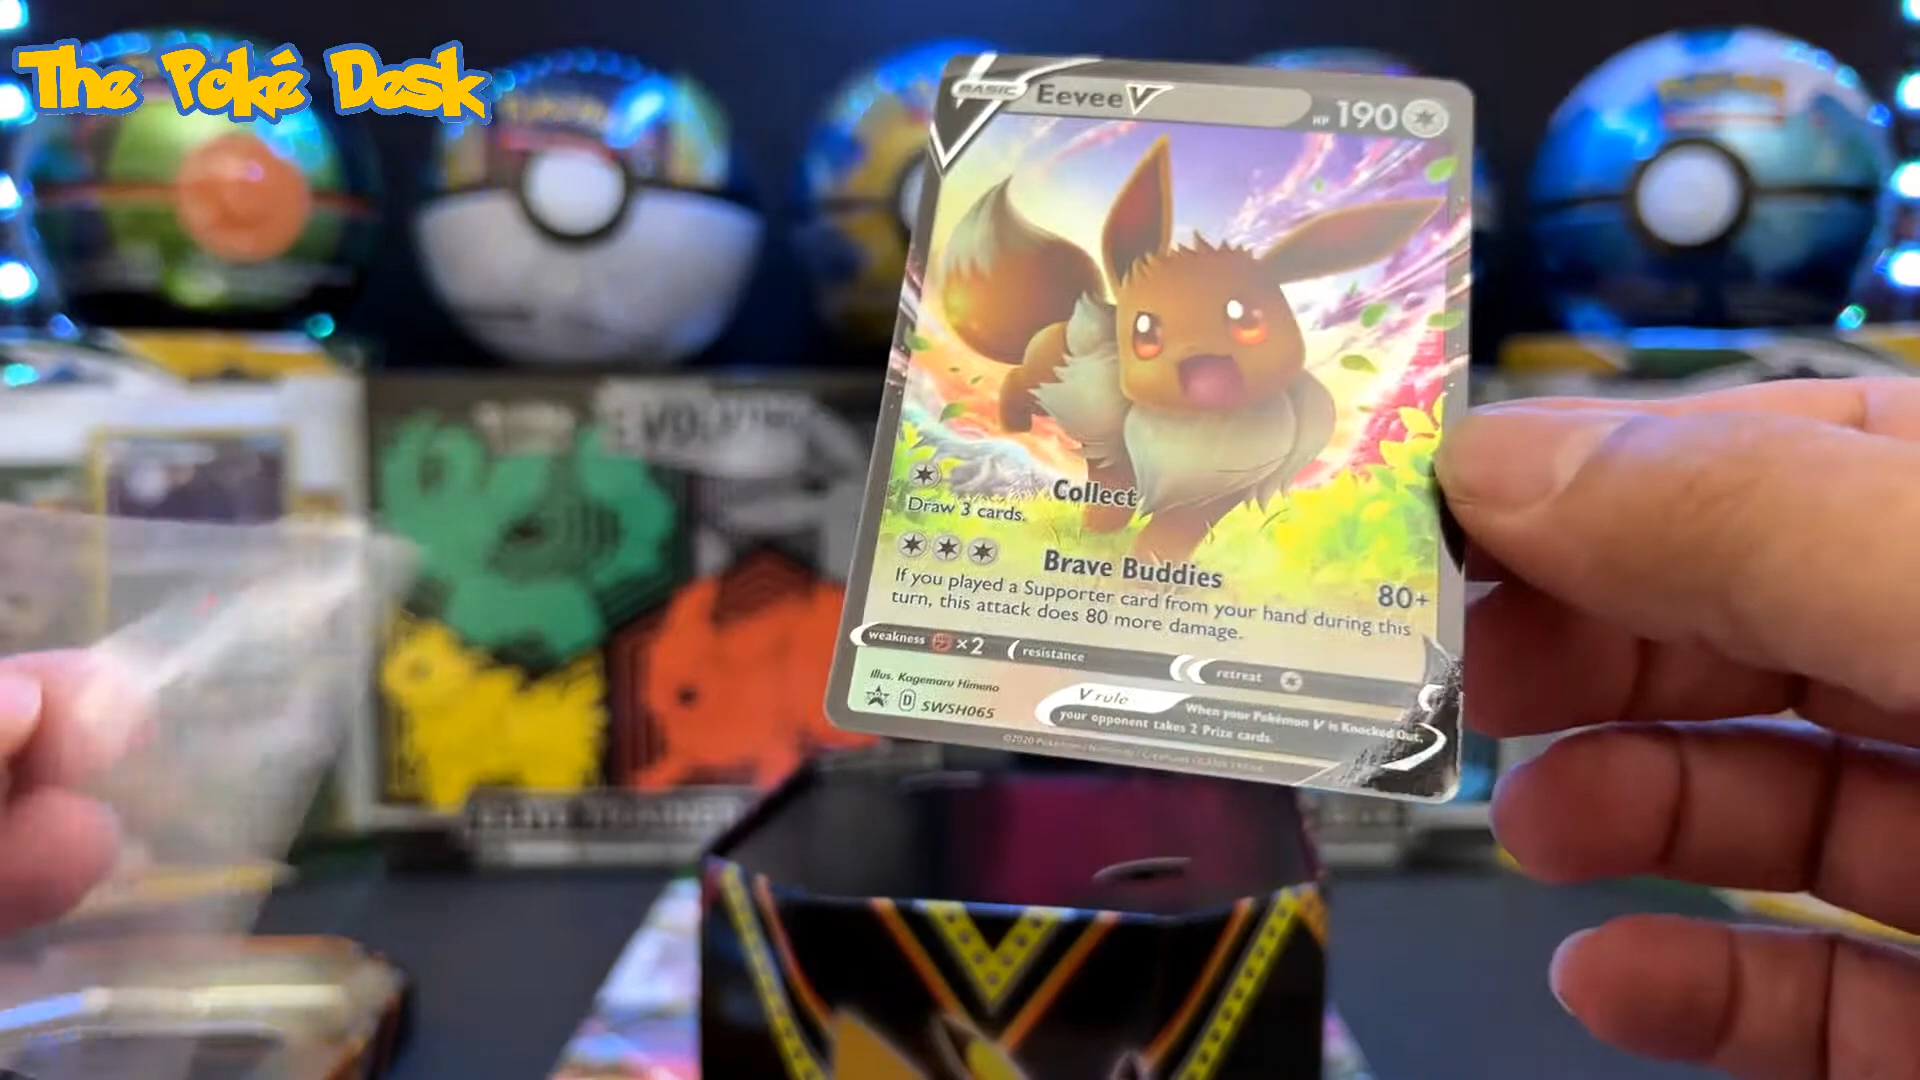 The Poké Desk
BASIC Eevee V HP 190
Collect
Draw 3 cards.
Brave Buddies 80+
If you played a Supporter card from your hand during this
turn, this attack does 80 more damage.
weakness ×2 resistance retreat
Illus. Kagemaru Himeno
D SWSH065
V rule When your Pokémon V is Knocked Out,
your opponent takes 2 Prize cards.